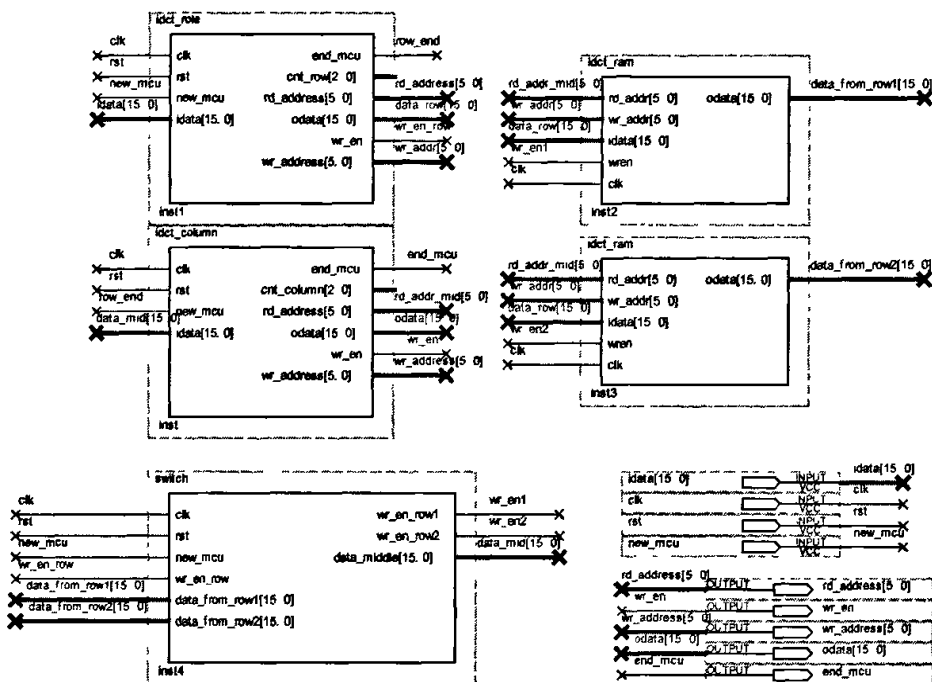 idct_role
clk
rst
new_mcu
idata[15 0]
clk
rst
new_mcu
idata[15. 0]
end_mcu
cnt_row[2 0]
rd_address[5 0]
odata[15 0]
wr_en
wr_address[5. 0]
row_end
rd_address[5 0]
data_row[15 0]
wr_en_row
wr_addr[5 0]
inst1
idct_ram
rd_addr_mid[5 0]
wr_addr[5 0]
data_row[15 0]
wr_en1
clk
rd_addr[5 0]
wr_addr[5 0]
idata[15 0]
wren
clk
odata[15 0]
data_from_row1[15 0]
inst2
idct_column
clk
rst
row_end
data_mid[15 0]
clk
rst
new_mcu
idata[15. 0]
end_mcu
cnt_column[2 0]
rd_address[5 0]
odata[15 0]
wr_en
wr_address[5. 0]
end_mcu
rd_addr_mid[5 0]
odata[15 0]
wr_en
wr_address[5 0]
inst
idct_ram
rd_addr_mid[5 0]
wr_addr[5 0]
data_row[15 0]
wr_en2
clk
rd_addr[5 0]
wr_addr[5 0]
idata[15 0]
wren
clk
odata[15. 0]
data_from_row2[15 0]
inst3
switch
clk
rst
new_mcu
wr_en_row
data_from_row1[15 0]
data_from_row2[15 0]
clk
rst
new_mcu
wr_en_row
data_from_row1[15 0]
data_from_row2[15. 0]
wr_en_row1
wr_en_row2
data_middle[15. 0]
wr_en1
wr_en2
data_mid[15 0]
inst4
idata[15 0] INPUT VCC idata[15 0]
clk INPUT VCC clk
rst INPUT VCC rst
new_mcu INPUT VCC new_mcu
rd_address[5 0] OUTPUT rd_address[5 0]
wr_en OUTPUT wr_en
wr_address[5 0] OUTPUT wr_address[5 0]
odata[15 0] OUTPUT odata[15 0]
end_mcu OUTPUT end_mcu